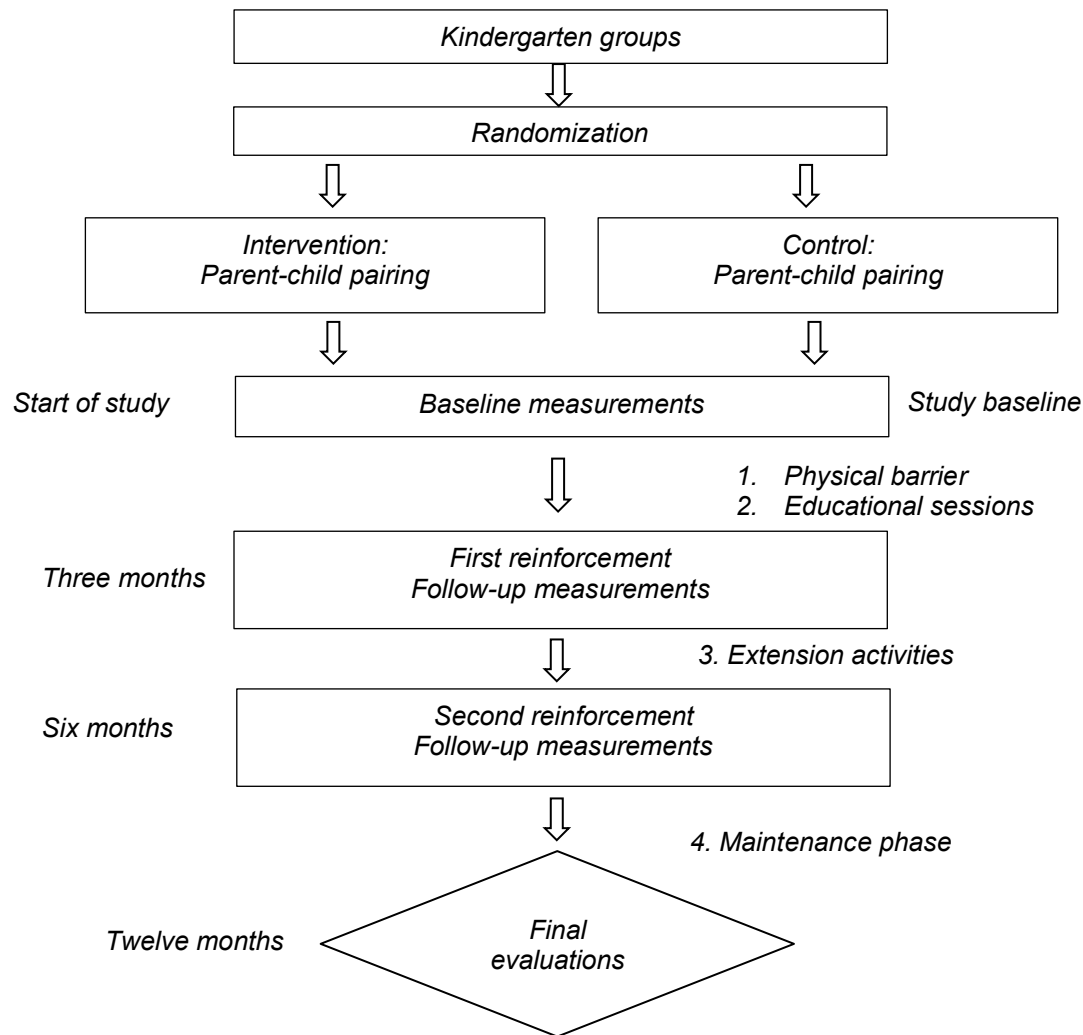 Kindergarten groups
Randomization
Intervention:
Parent-child pairing
Control:
Parent-child pairing
Start of study
Baseline measurements
Study baseline
1. Physical barrier
2. Educational sessions
Three months
First reinforcement
Follow-up measurements
3. Extension activities
Six months
Second reinforcement
Follow-up measurements
4. Maintenance phase
Twelve months
Final
evaluations